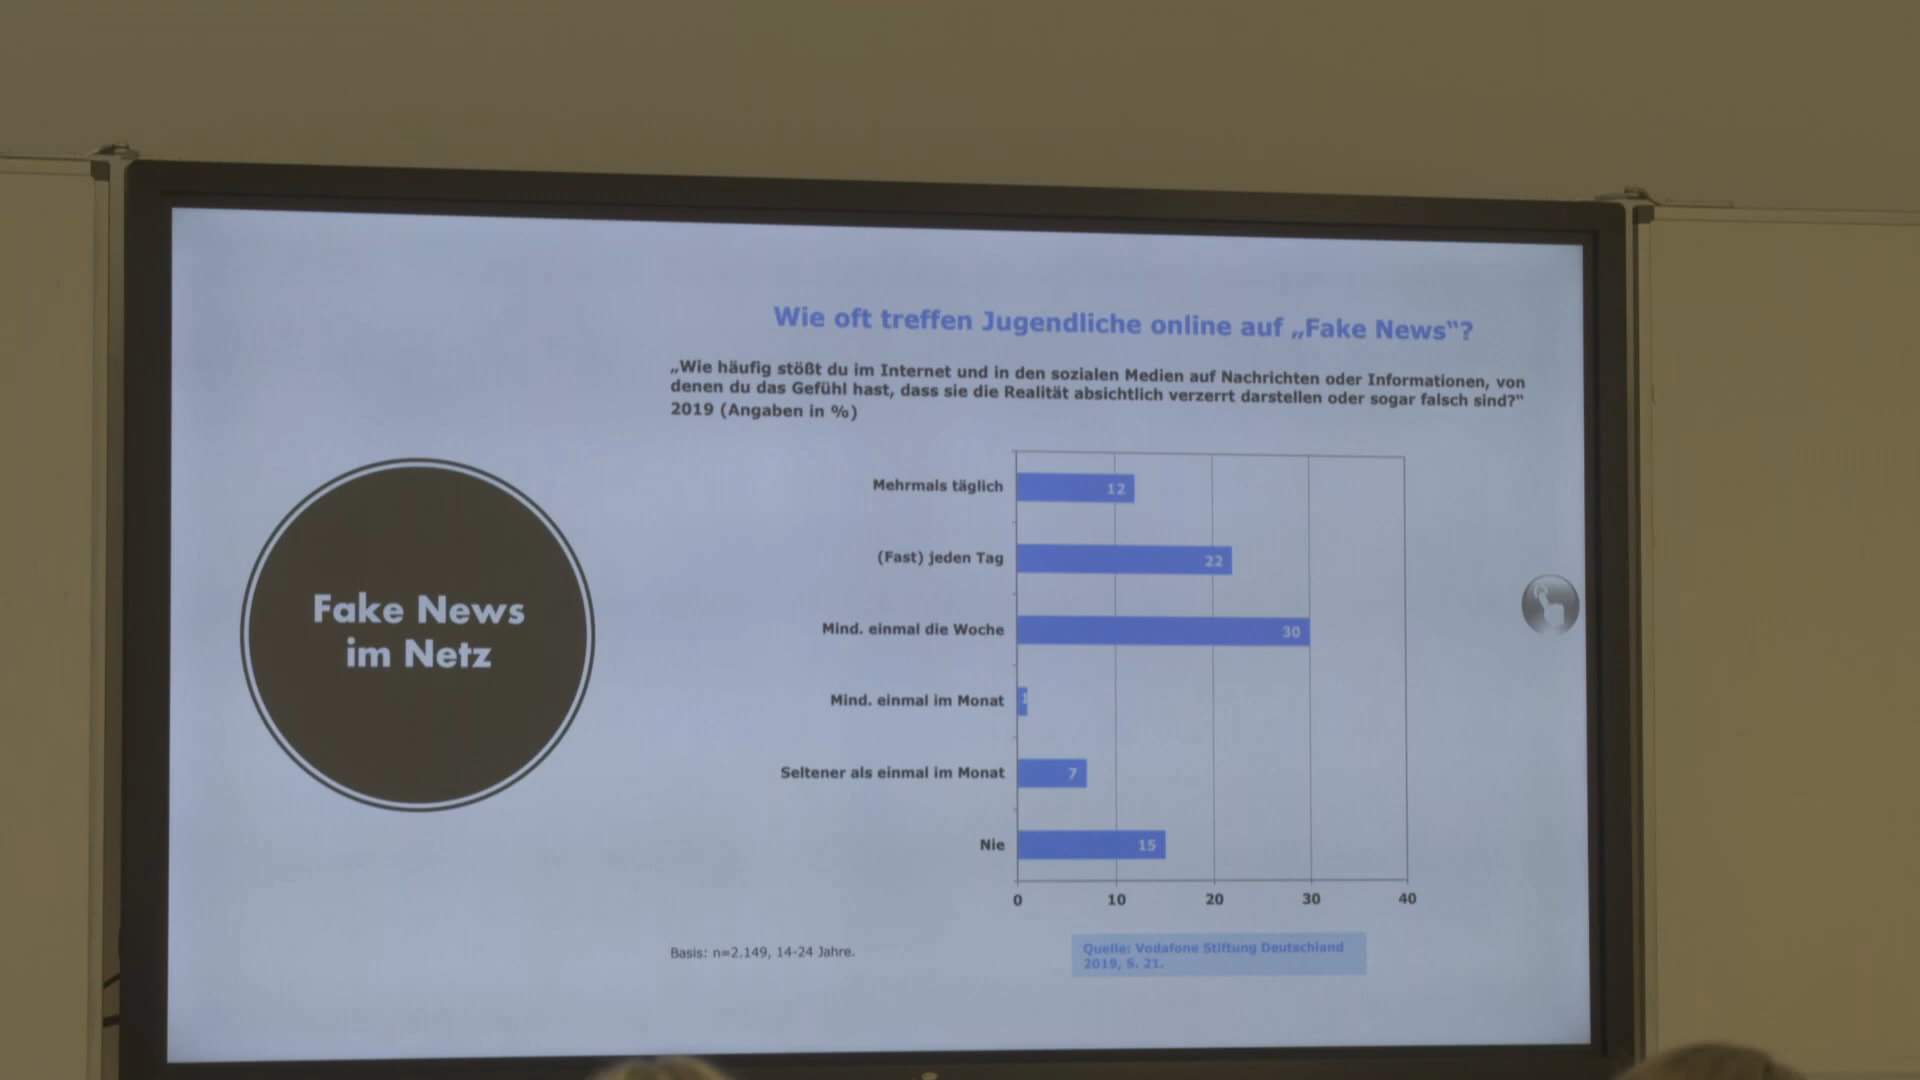 Wie oft treffen Jugendliche online auf „Fake News“?
„Wie häufig stößt du im Internet und in den sozialen Medien auf Nachrichten oder Informationen, von
denen du das Gefühl hast, dass sie die Realität absichtlich verzerrt darstellen oder sogar falsch sind?“
2019 (Angaben in %)
Fake News
im Netz
Mehrmals täglich 12
(Fast) jeden Tag 22
Mind. einmal die Woche 30
Mind. einmal im Monat 1
Seltener als einmal im Monat 7
Nie 15
0 10 20 30 40
Basis: n=2.149, 14-24 Jahre.
Quelle: Vodafone Stiftung Deutschland
2019, S. 21.